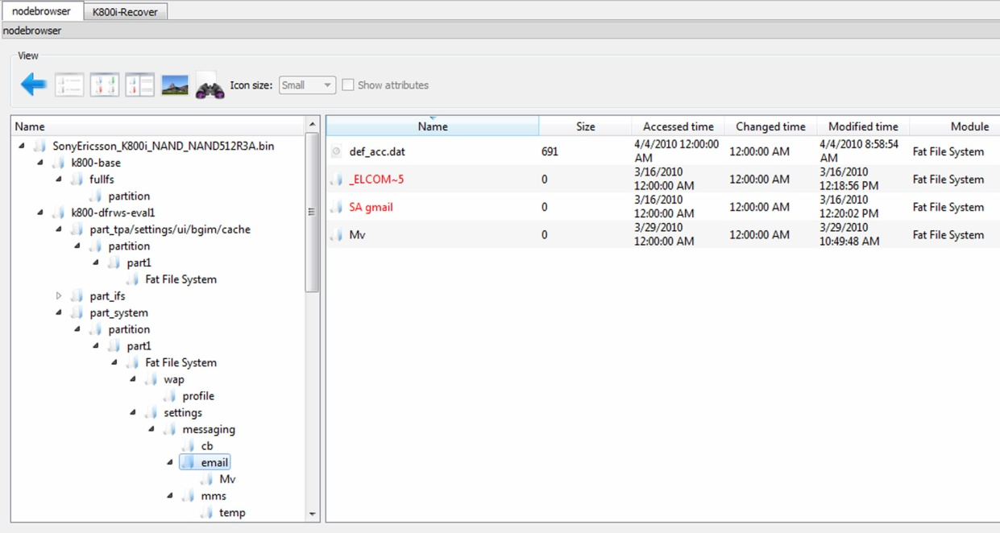 nodebrowser K800i-Recover
nodebrowser
View
Icon size: Small Show attributes
Name
SonyEricsson_K800i_NAND_NAND512R3A.bin
k800-base
fullfs
partition
k800-dfrws-eval1
part_tpa/settings/ui/bgim/cache
partition
part1
Fat File System
part_ifs
part_system
partition
part1
Fat File System
wap
profile
settings
messaging
cb
email
Mv
mms
temp
Name Size Accessed time Changed time Modified time Module
def_acc.dat 691 4/4/2010 12:00:00 AM 12:00:00 AM 4/4/2010 8:58:54 AM Fat File System
_ELCOM~5 0 3/16/2010 12:00:00 AM 12:00:00 AM 3/16/2010 12:18:56 PM Fat File System
SA gmail 0 3/16/2010 12:00:00 AM 12:00:00 AM 3/16/2010 12:20:02 PM Fat File System
Mv 0 3/29/2010 12:00:00 AM 12:00:00 AM 3/29/2010 10:49:48 AM Fat File System